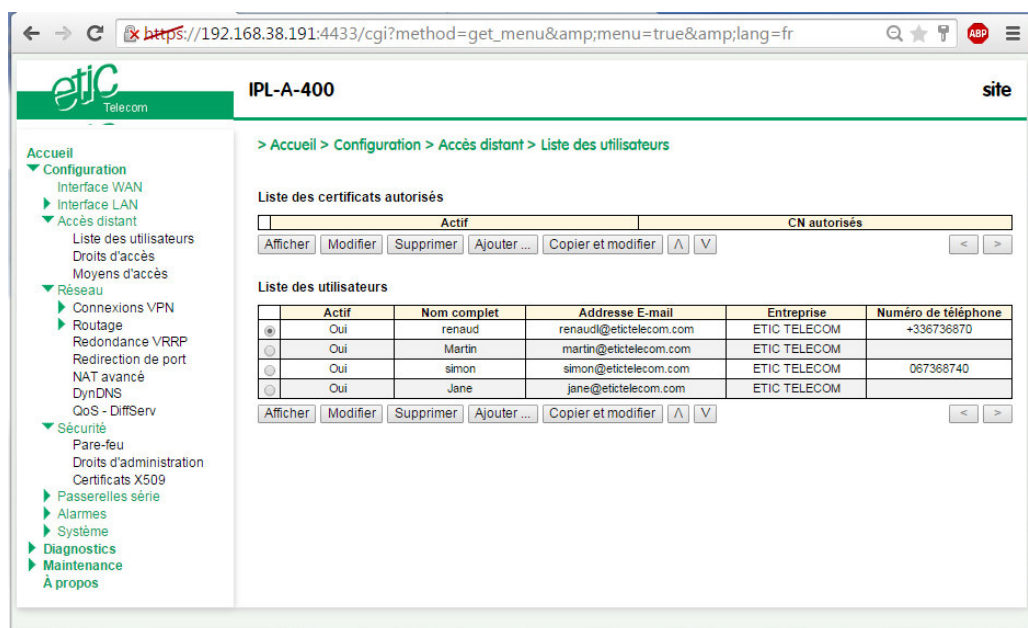 https://192.168.38.191:4433/cgi?method=get_menu&amp;menu=true&amp;lang=fr
ABP
etic
Telecom
IPL-A-400
site
Accueil
Configuration
Interface WAN
Interface LAN
Accès distant
Liste des utilisateurs
Droits d'accès
Moyens d'accès
Réseau
Connexions VPN
Routage
Redondance VRRP
Redirection de port
NAT avancé
DynDNS
QoS - DiffServ
Sécurité
Pare-feu
Droits d'administration
Certificats X509
Passerelles série
Alarmes
Système
Diagnostics
Maintenance
À propos
> Accueil > Configuration > Accès distant > Liste des utilisateurs
Liste des certificats autorisés
Actif CN autorisés
Afficher Modifier Supprimer Ajouter ... Copier et modifier Λ V < >
Liste des utilisateurs
Actif Nom complet Addresse E-mail Entreprise Numéro de téléphone
Oui renaud renaudl@etictelecom.com ETIC TELECOM +336736870
Oui Martin martin@etictelecom.com ETIC TELECOM
Oui simon simon@etictelecom.com ETIC TELECOM 067368740
Oui Jane jane@etictelecom.com ETIC TELECOM
Afficher Modifier Supprimer Ajouter ... Copier et modifier Λ V < >